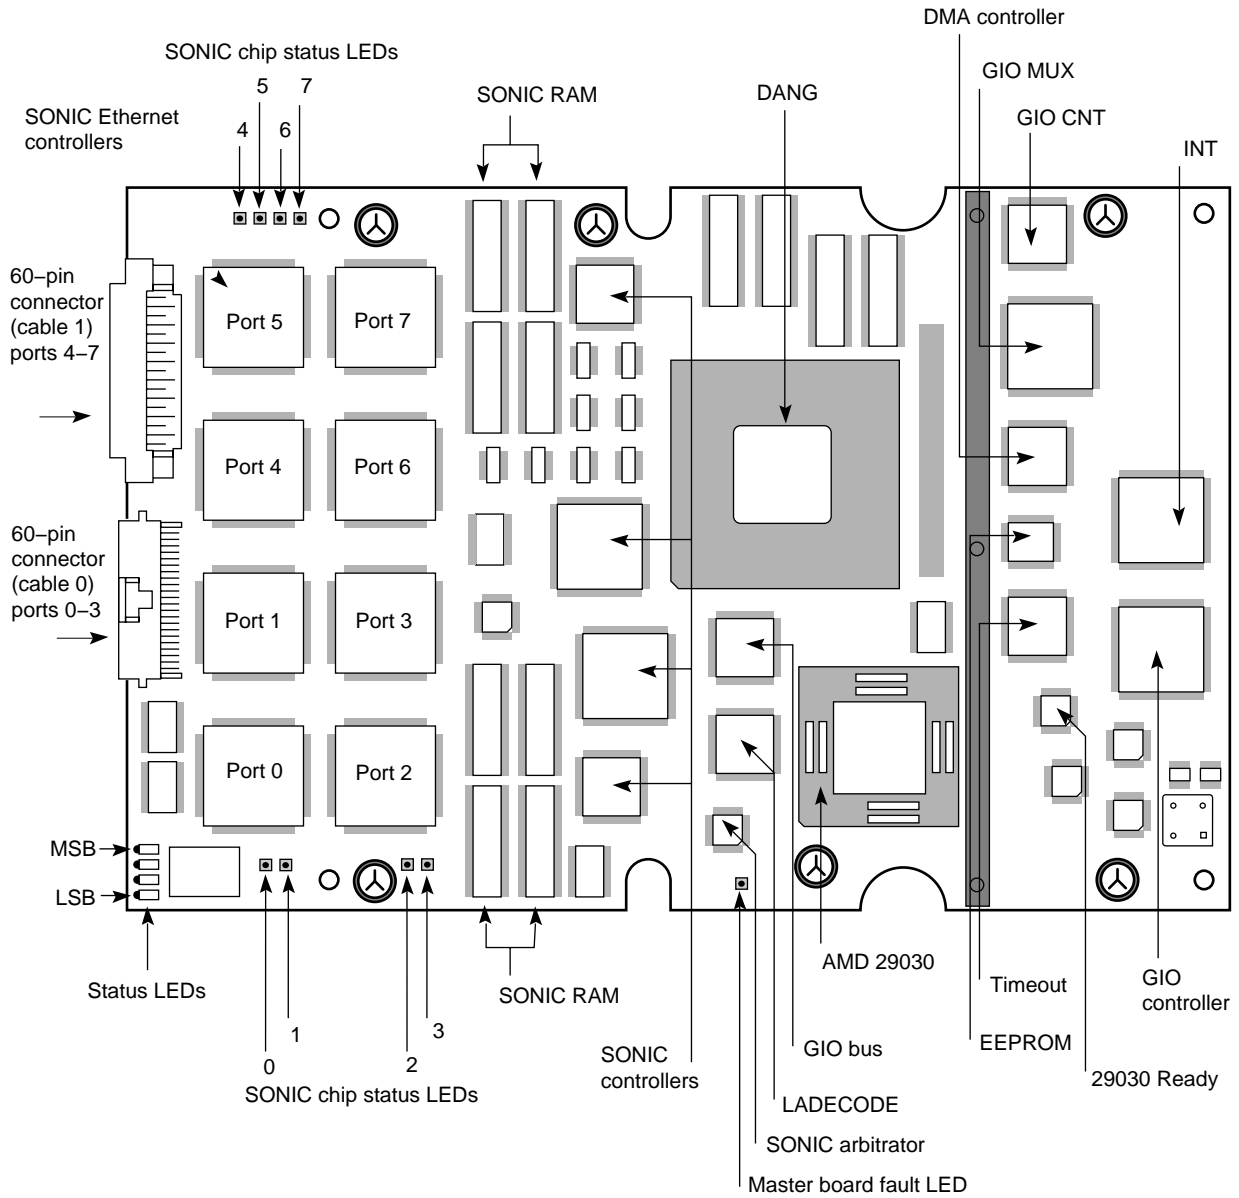 DMA controller
SONIC chip status LEDs
GIO MUX
5
7
SONIC RAM
DANG
SONIC Ethernet
controllers
4
6
GIO CNT
INT
60–pin
connector
(cable 1)
ports 4–7
Port 5
Port 7
Port 4
Port 6
60–pin
connector
(cable 0)
ports 0–3
Port 1
Port 3
Port 0
Port 2
MSB
LSB
Status LEDs
SONIC RAM
AMD 29030
Timeout
GIO
controller
1
3
0
2
SONIC chip status LEDs
SONIC
controllers
GIO bus
EEPROM
29030 Ready
LADECODE
SONIC arbitrator
Master board fault LED